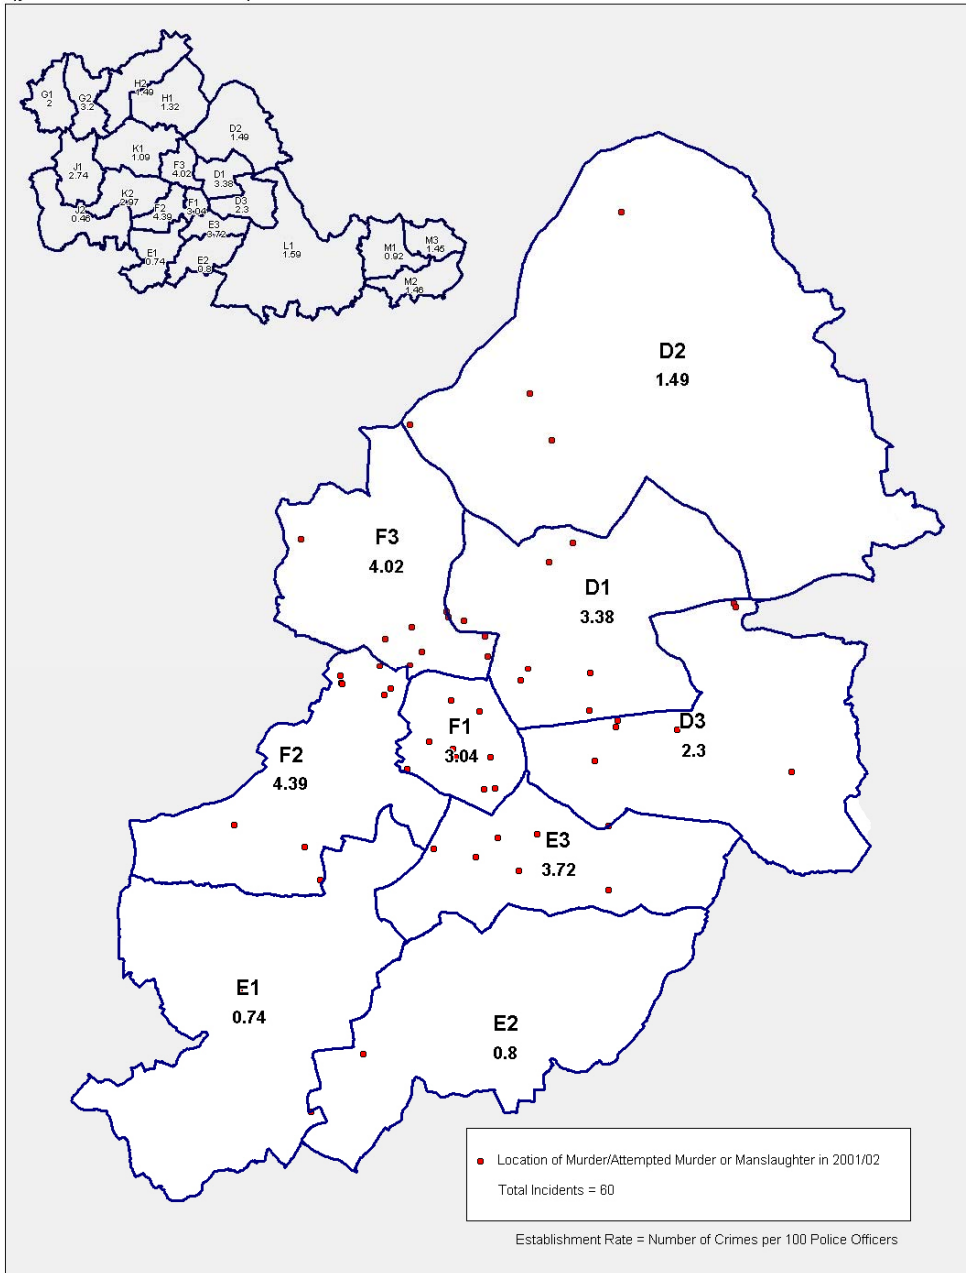 H2
1.49
G1
2
G2
3.2
H1
1.32
D2
1.49
K1
1.09
J1
2.74
F3
4.02
D1
3.38
K2
2.97
J2
0.46
F2
4.39
F1
3.04
D3
2.3
E3
3.72
E1
0.74
E2
0.8
L1
1.59
M1
0.92
M3
1.45
M2
1.46
D2
1.49
F3
4.02
D1
3.38
F1
3.04
D3
2.3
F2
4.39
E3
3.72
E1
0.74
E2
0.8
Location of Murder/Attempted Murder or Manslaughter in 2001/02
Total Incidents = 60
Establishment Rate = Number of Crimes per 100 Police Officers